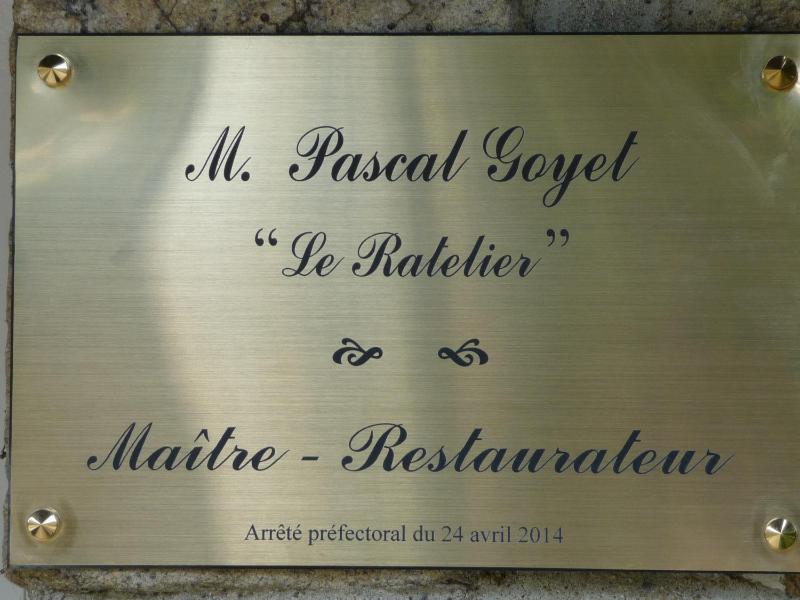 M. Pascal Goyet
“Le Ratelier”
Maître - Restaurateur
Arrêté préfectoral du 24 avril 2014